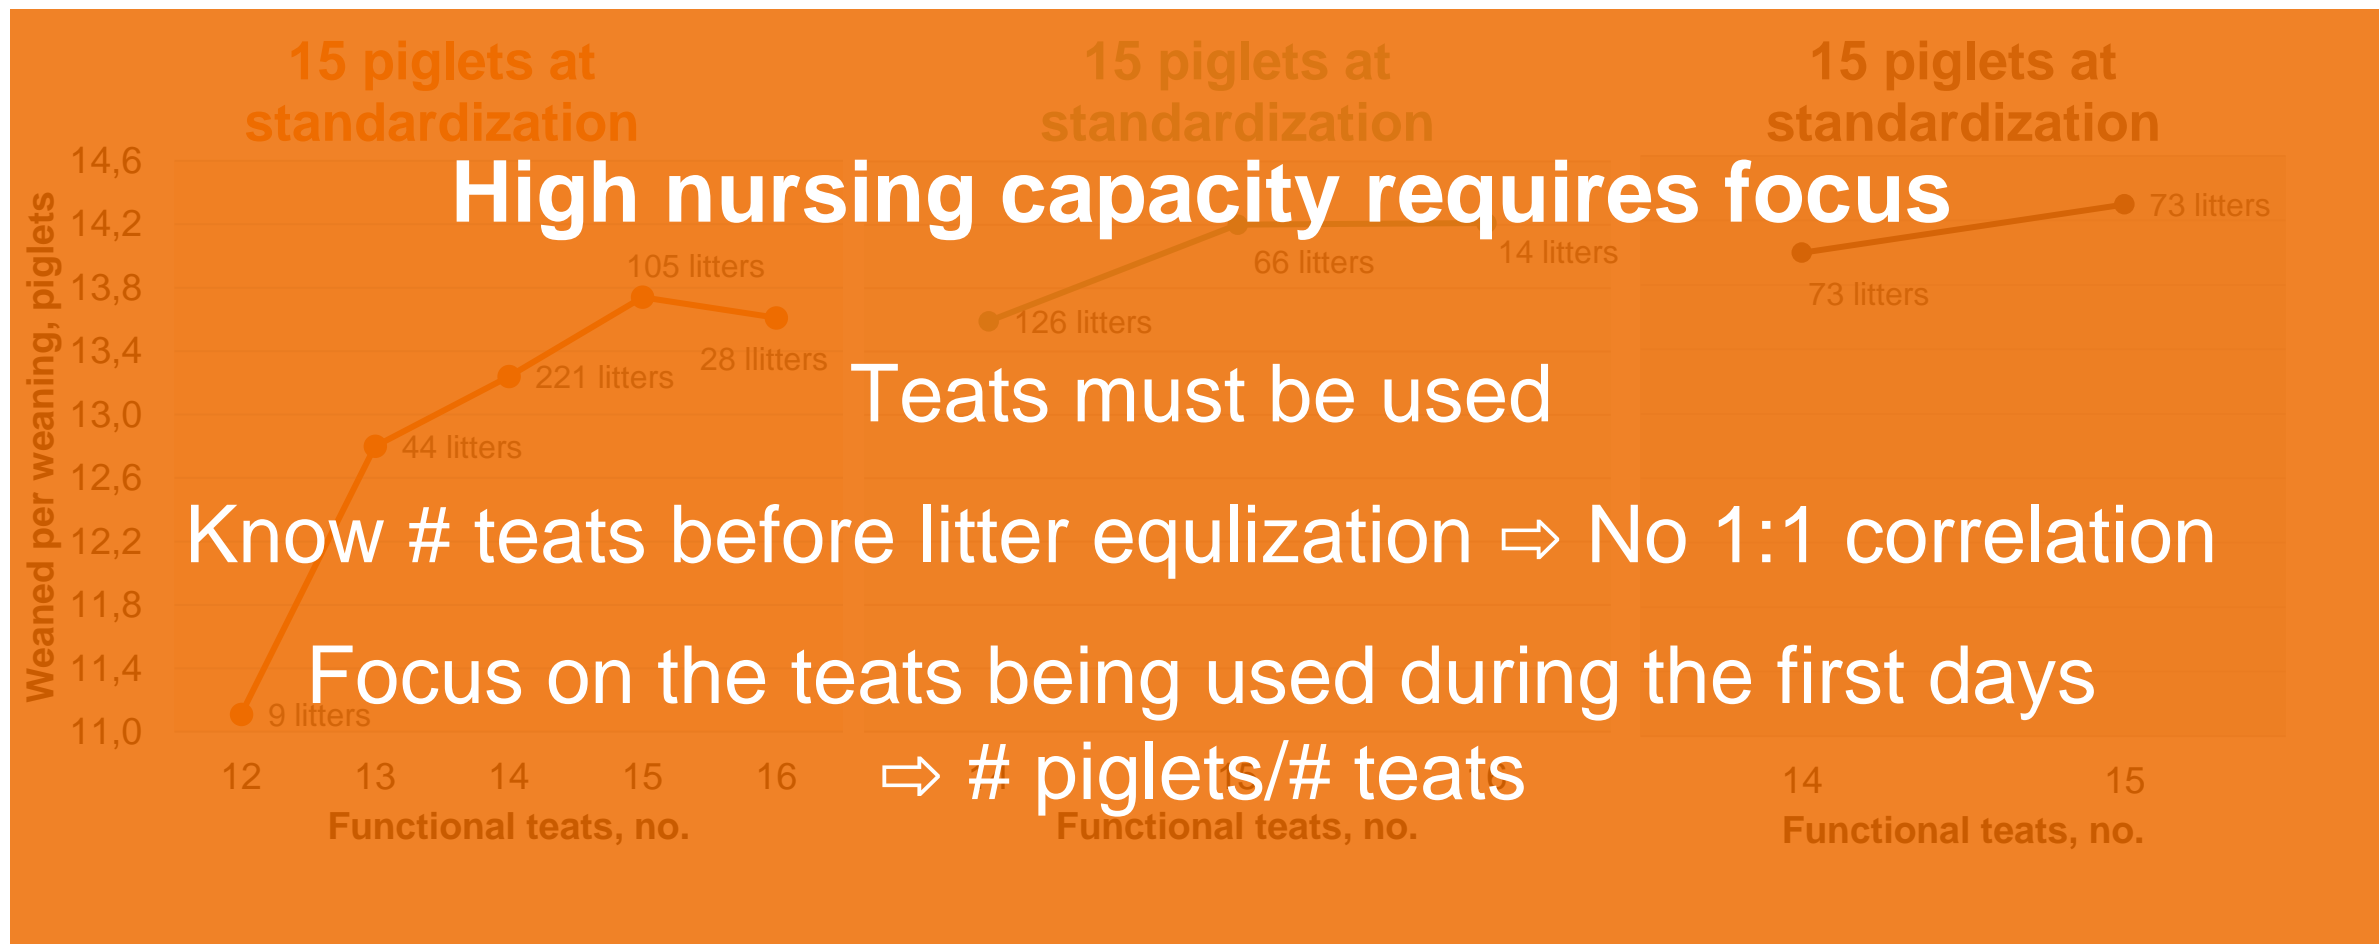 15 piglets at
standardization
15 piglets at
standardization
15 piglets at
standardization
High nursing capacity requires focus
Teats must be used
Know # teats before litter equlization ⇨ No 1:1 correlation
Focus on the teats being used during the first days
⇨ # piglets/# teats
Weaned per weaning, piglets
14,6
14,2
13,8
13,4
13,0
12,6
12,2
11,8
11,4
11,0
9 litters
44 litters
221 litters
105 litters
28 llitters
12 13 14 15 16
Functional teats, no.
126 litters
66 litters
14 litters
14 15 16
Functional teats, no.
73 litters
73 litters
14 15
Functional teats, no.